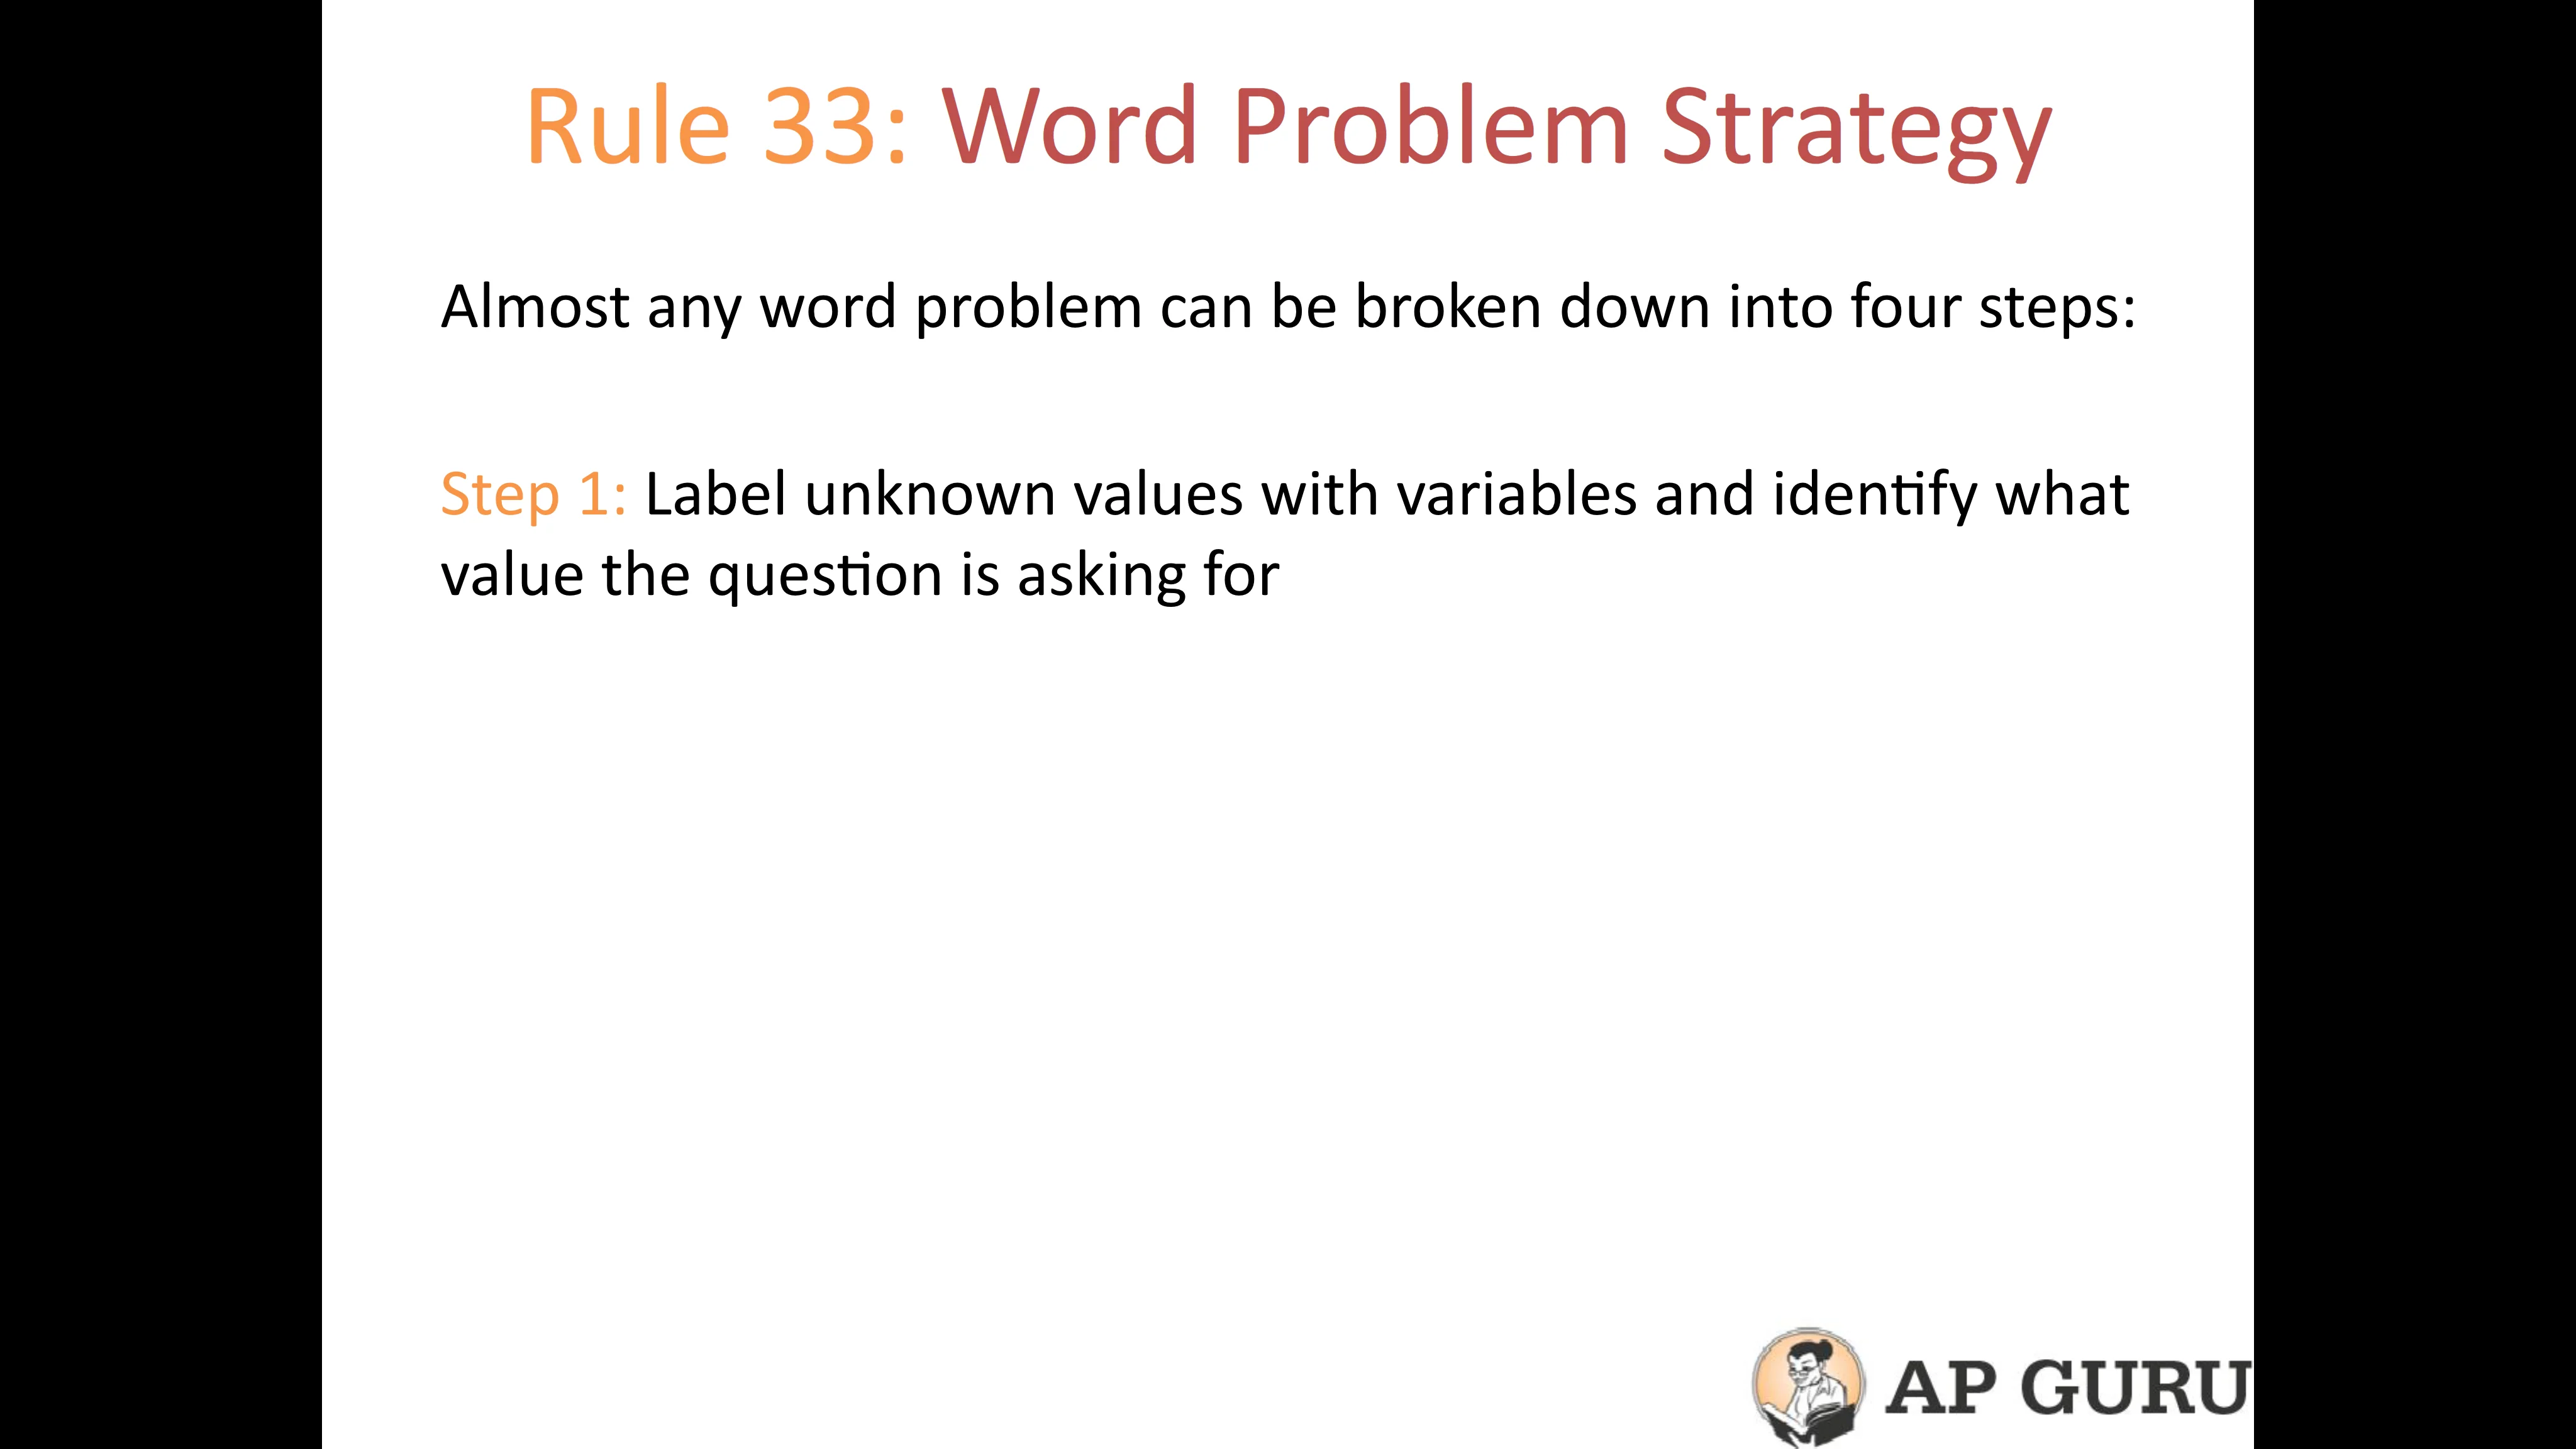 Rule 33: Word Problem Strategy
Almost any word problem can be broken down into four steps:
Step 1: Label unknown values with variables and identify what
value the question is asking for
AP GURU